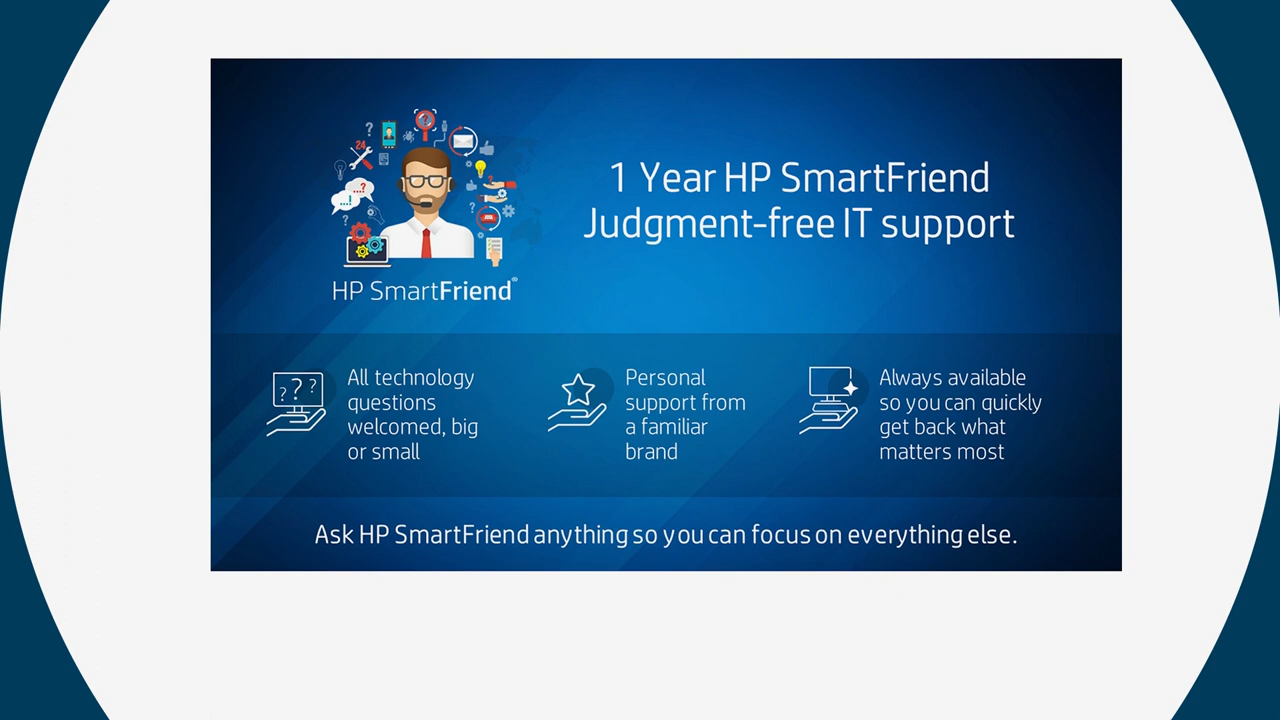 1 Year HP SmartFriend
Judgment-free IT support
24
HP SmartFriend®
All technology
questions
welcomed, big
or small
Personal
support from
a familiar
brand
Always available
so you can quickly
get back what
matters most
Ask HP SmartFriend anything so you can focus on everything else.